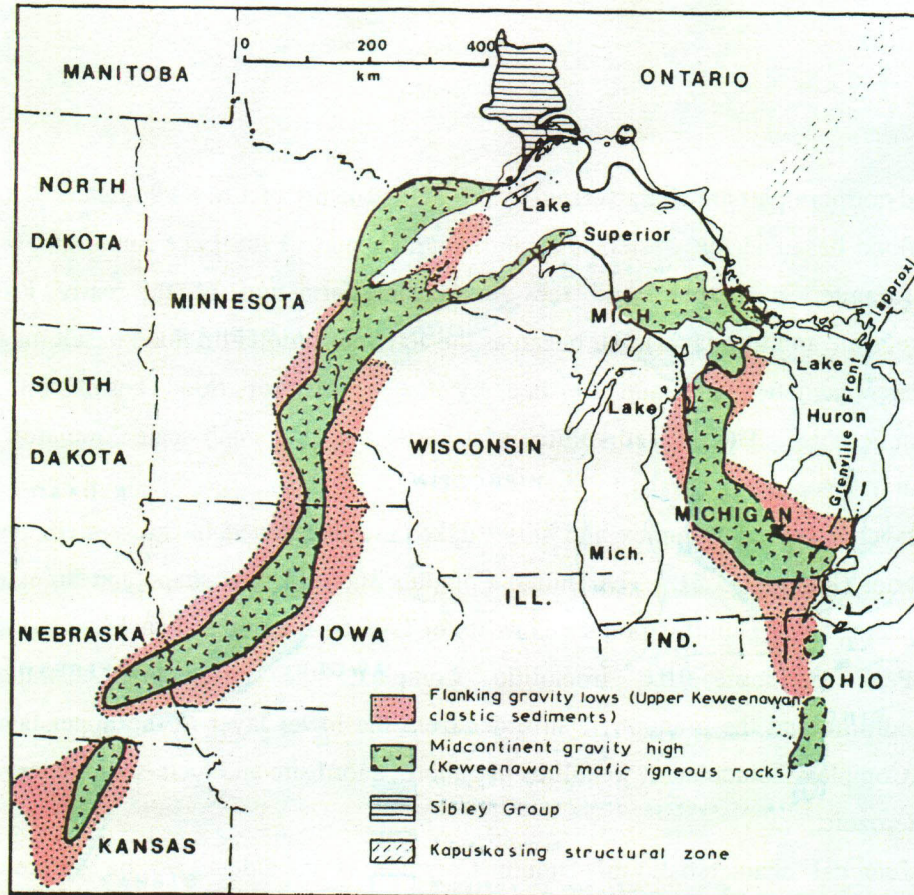 0 200 400
km
MANITOBA
ONTARIO
NORTH
DAKOTA
Lake
Superior
MINNESOTA
MICH.
SOUTH
DAKOTA
Lake
Lake
Huron
Grenville Front (approx.)
WISCONSIN
MICHIGAN
Mich.
ILL.
NEBRASKA
IOWA
IND.
OHIO
Flanking gravity lows (Upper Keweenawan
clastic sediments)
Midcontinent gravity high
(Keweenawan mafic igneous rocks)
Sibley Group
Kapuskasing structural zone
KANSAS